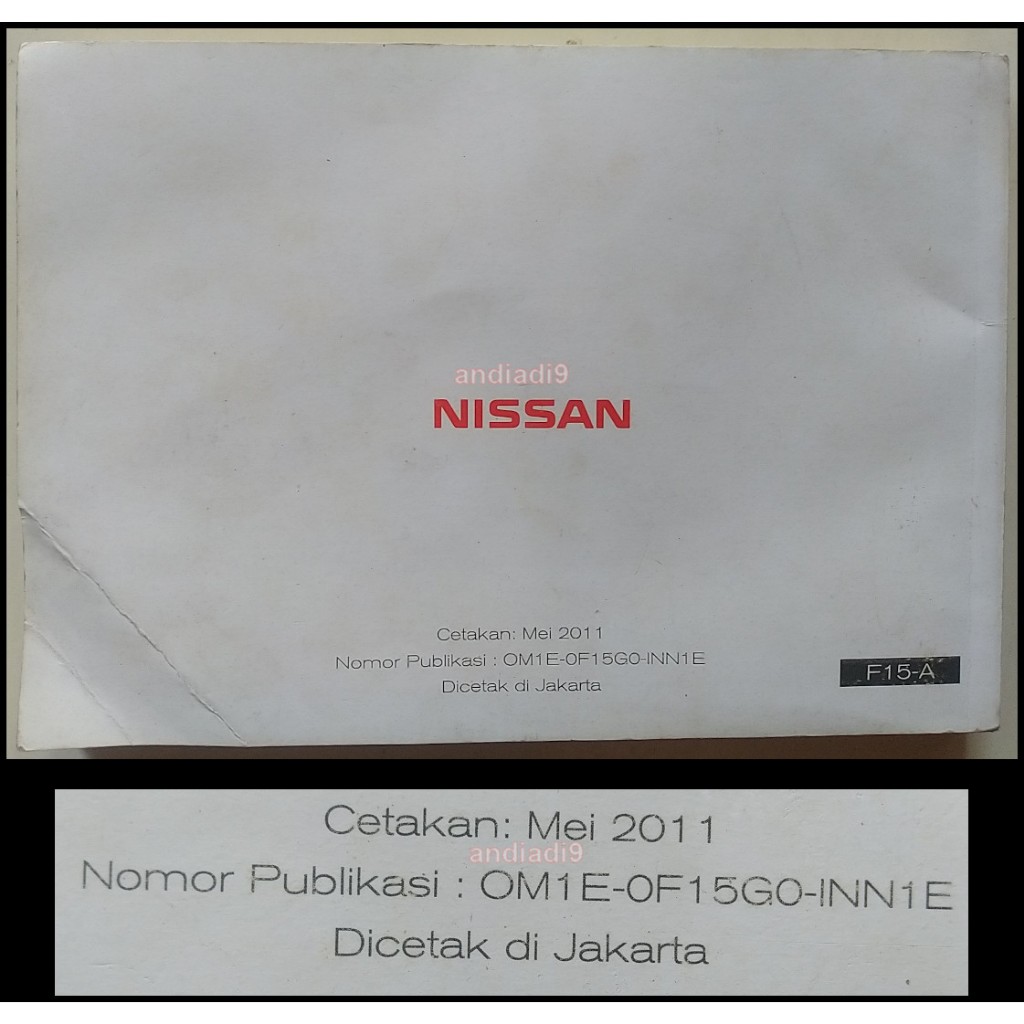 andiadi9
NISSAN
Cetakan: Mei 2011
Nomor Publikasi : OM1E-0F15G0-INN1E
Dicetak di Jakarta
F15-A
Cetakan: Mei 2011
andiadi9
Nomor Publikasi : OM1E-0F15G0-INN1E
Dicetak di Jakarta